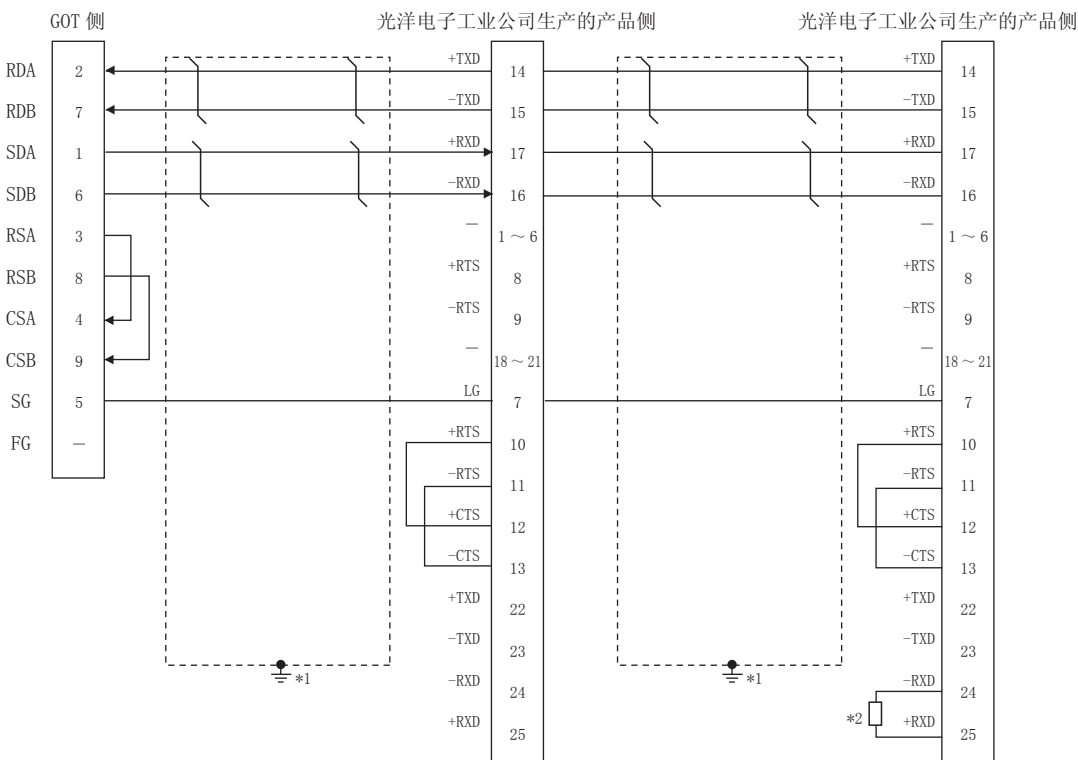 GOT 侧 光洋电子工业公司生产的产品侧 光洋电子工业公司生产的产品侧
RDA 2 +TXD 14 +TXD 14
RDB 7 −TXD 15 −TXD 15
SDA 1 +RXD 17 +RXD 17
SDB 6 −RXD 16 −RXD 16
RSA 3 — 1～6 — 1～6
RSB 8 +RTS 8 +RTS 8
CSA 4 −RTS 9 −RTS 9
CSB 9 — 18～21 — 18～21
SG 5 LG 7 LG 7
FG — +RTS 10 +RTS 10
−RTS 11 −RTS 11
+CTS 12 +CTS 12
−CTS 13 −CTS 13
+TXD 22 +TXD 22
−TXD 23 −TXD 23
*1 −RXD 24 *1 −RXD 24
+RXD 25 *2 +RXD 25